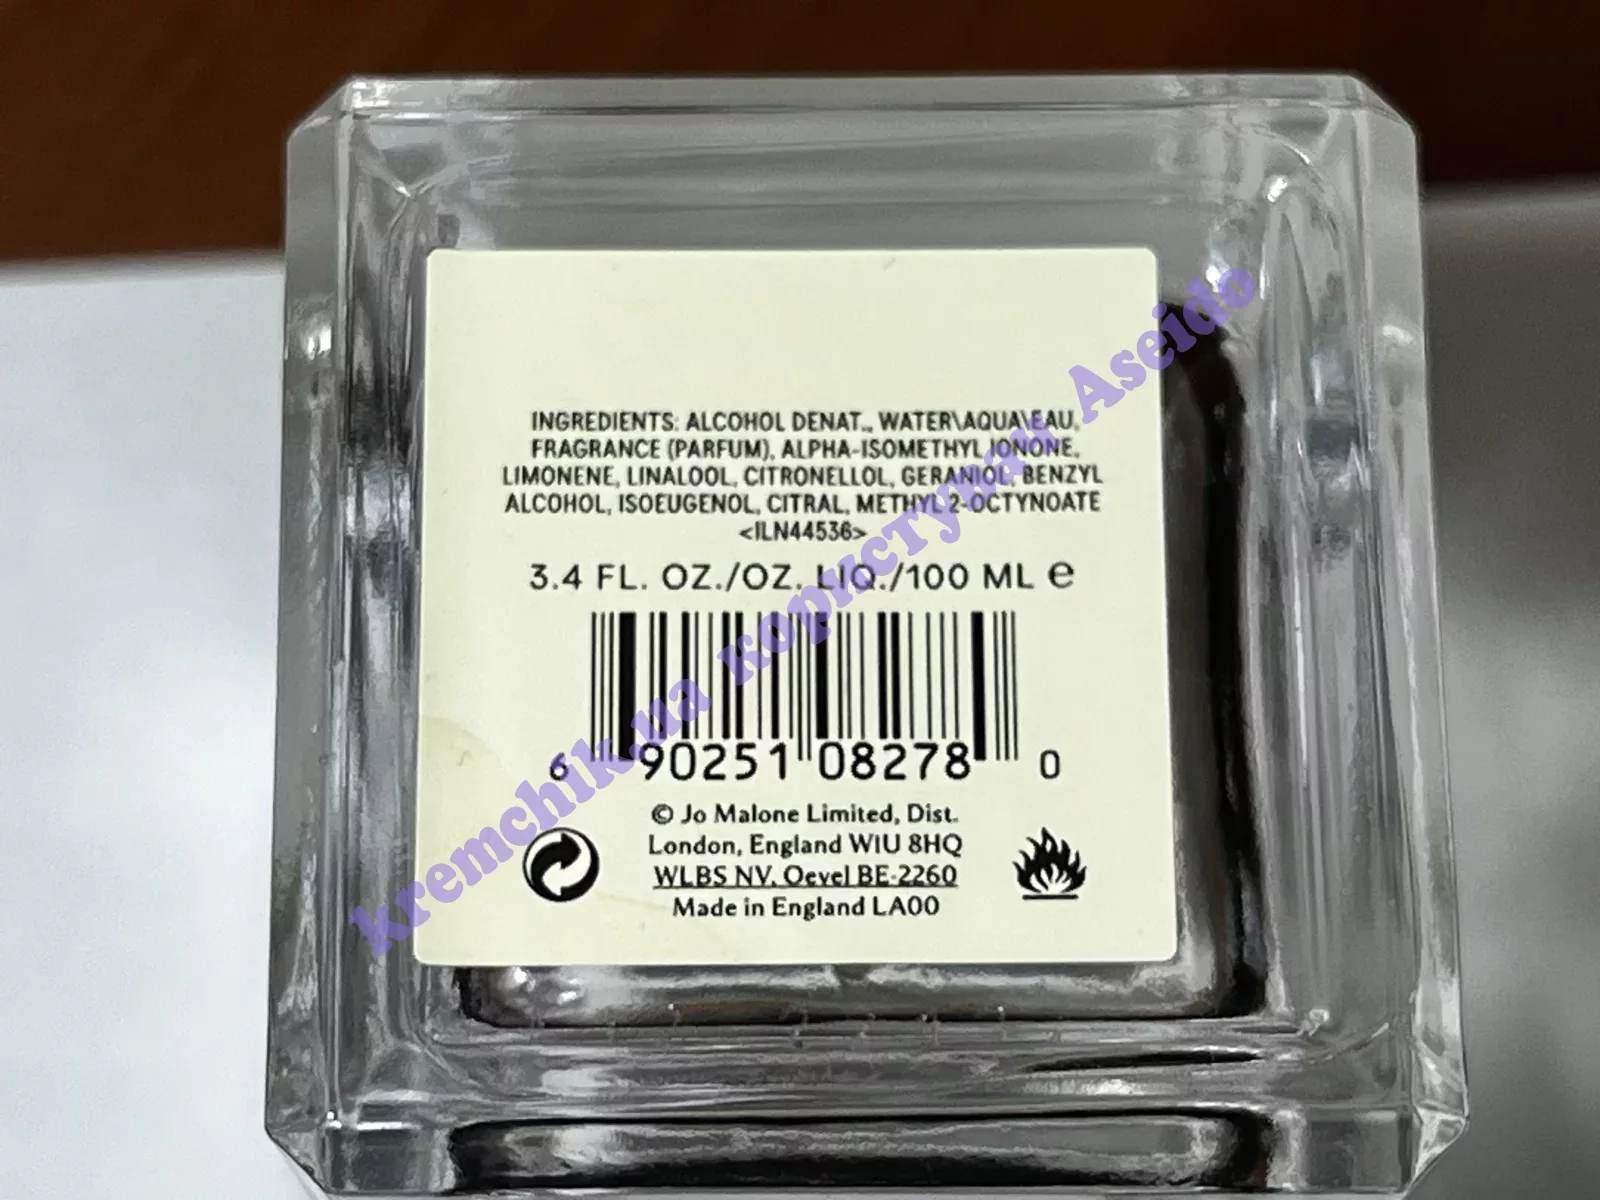 INGREDIENTS: ALCOHOL DENAT., WATER\AQUA\EAU,
FRAGRANCE (PARFUM), ALPHA-ISOMETHYL IONONE,
LIMONENE, LINALOOL, CITRONELLOL, GERANIOL, BENZYL
ALCOHOL, ISOEUGENOL, CITRAL, METHYL 2-OCTYNOATE
<ILN44536>
3.4 FL. OZ./OZ. LIQ./100 ML e
6 90251 08278 0
© Jo Malone Limited, Dist.
London, England W1U 8HQ
WLBS NV, Oevel BE-2260
Made in England LA00
kremchik.ua користувач Aseido